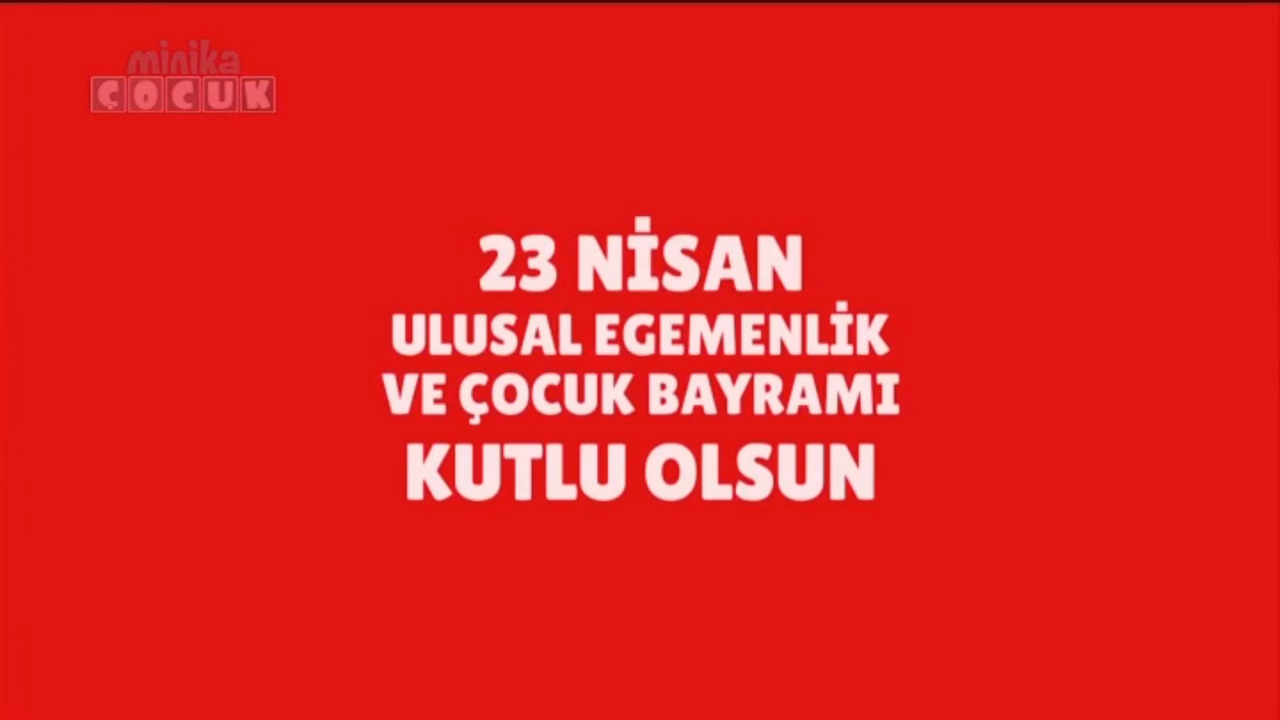 minika
ÇOCUK
23 NİSAN
ULUSAL EGEMENLİK
VE ÇOCUK BAYRAMI
KUTLU OLSUN